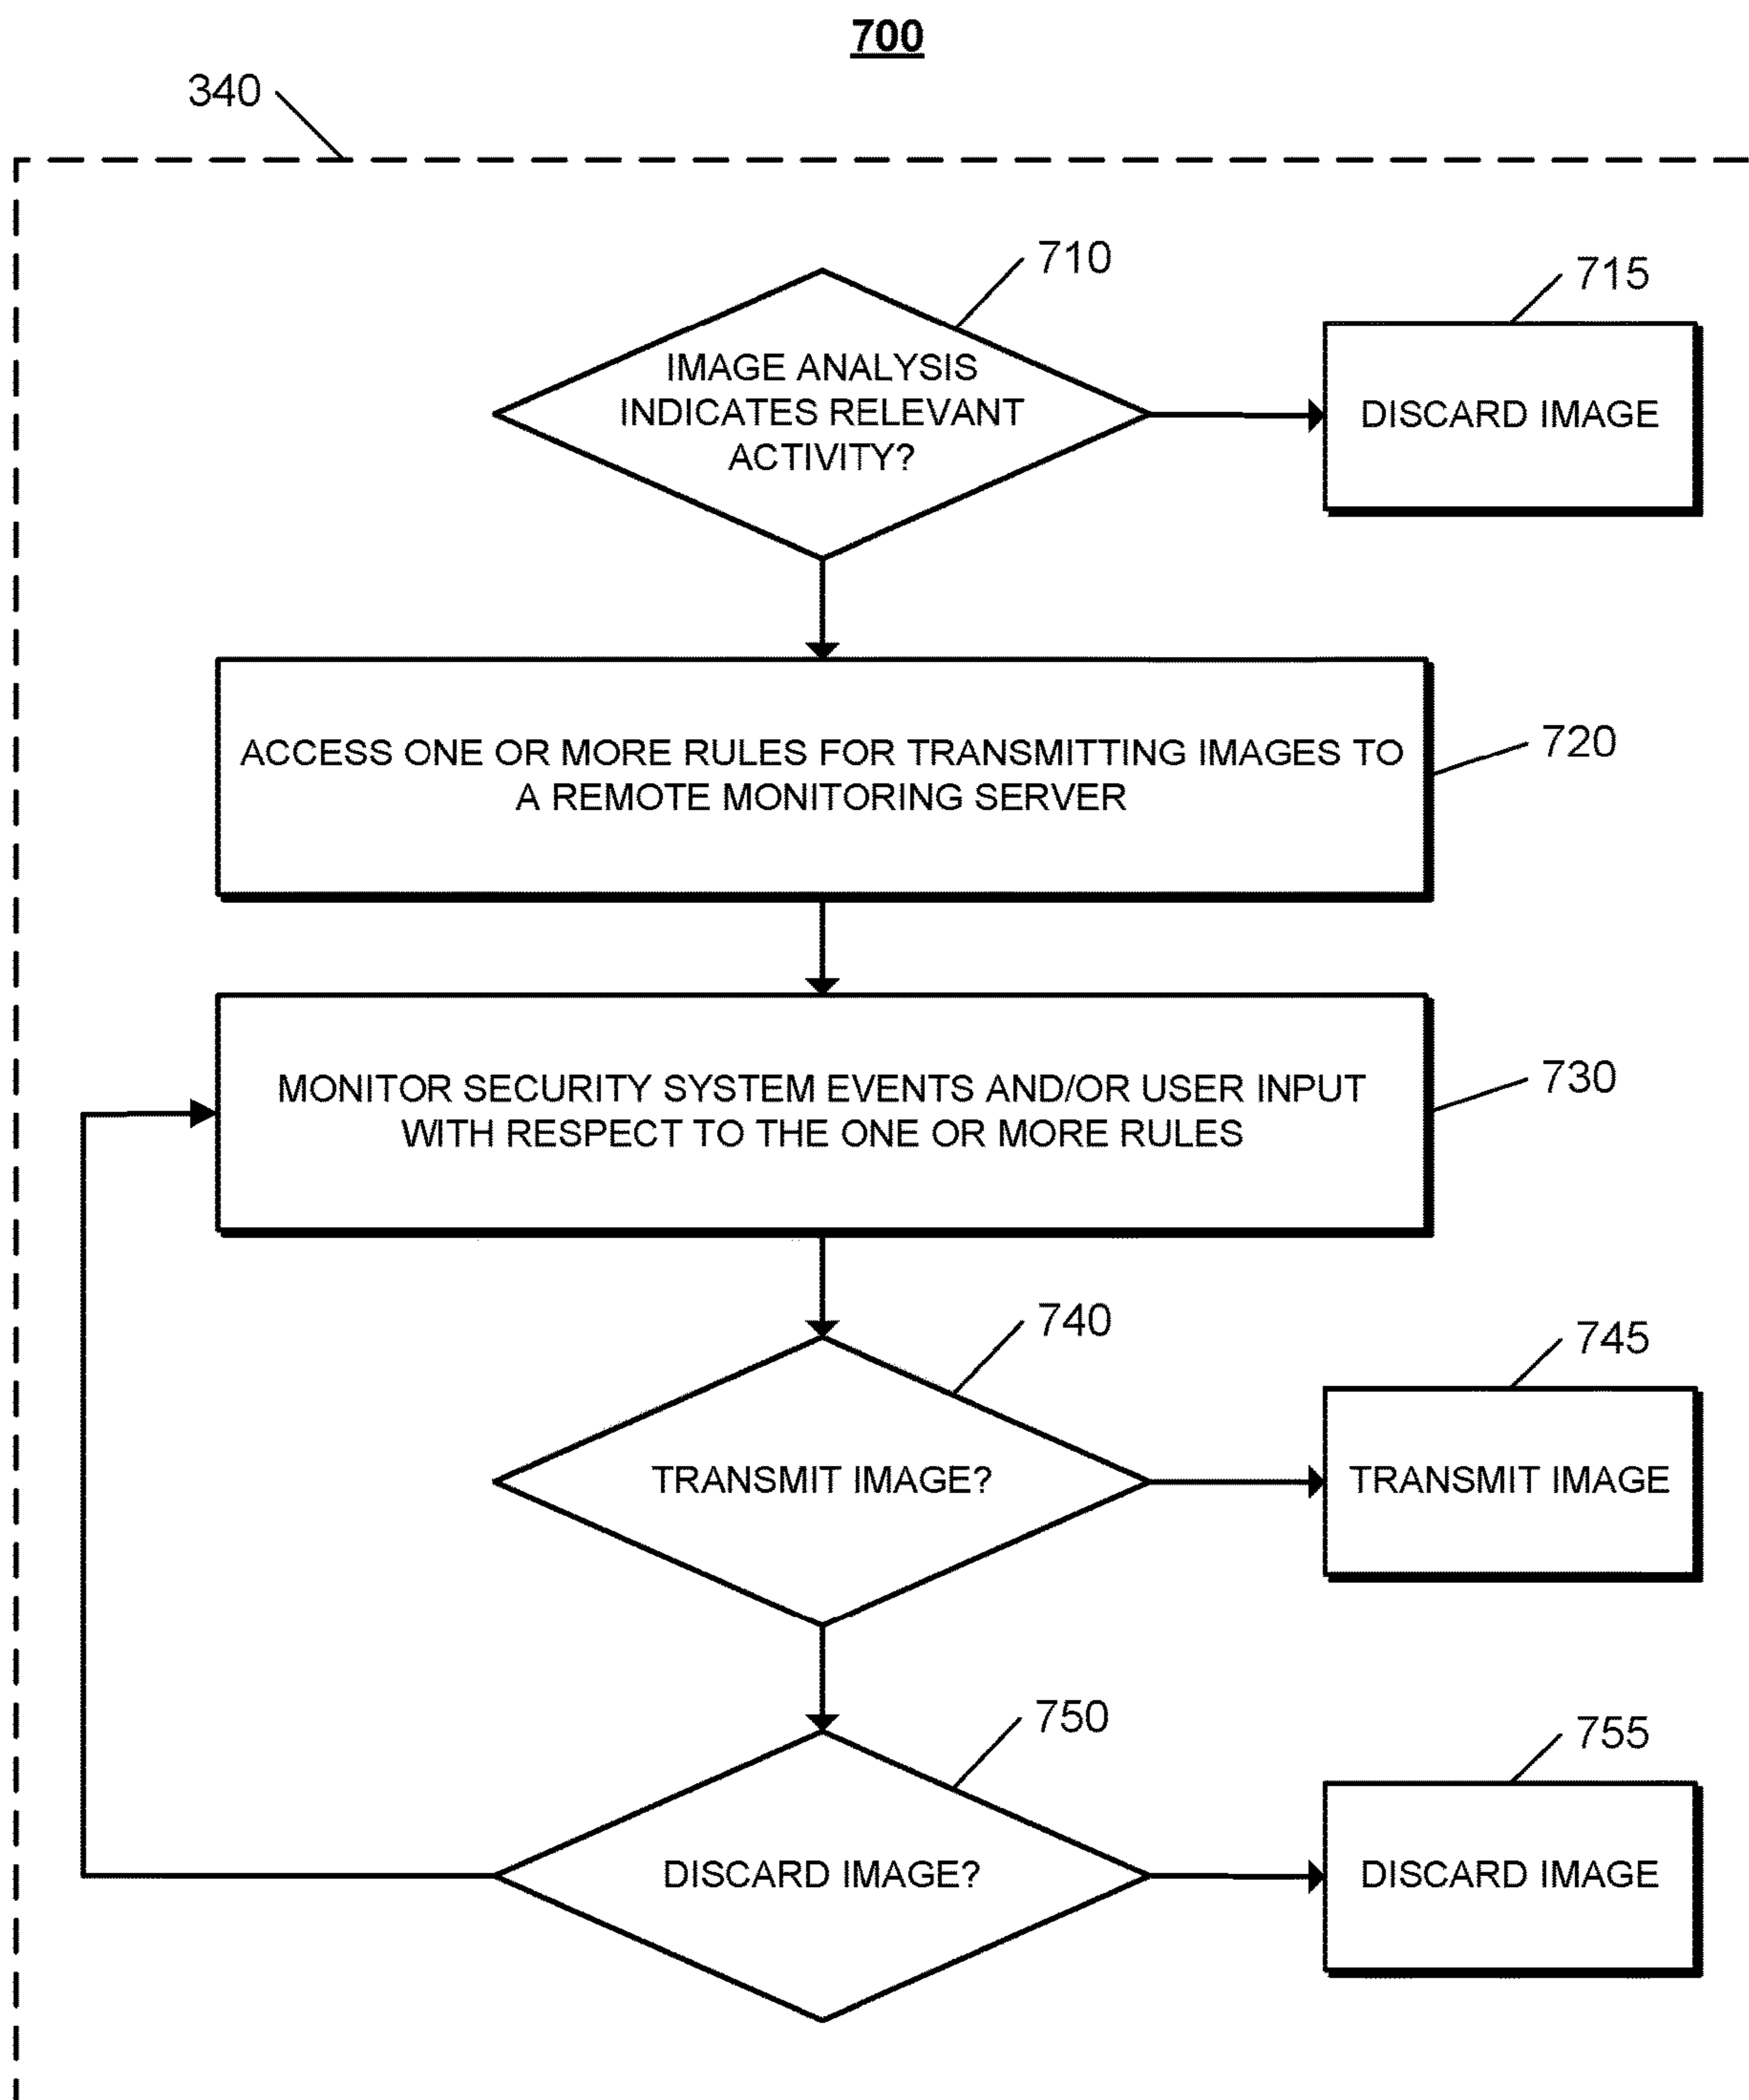 700
340
710
IMAGE ANALYSIS
INDICATES RELEVANT
ACTIVITY?
715
DISCARD IMAGE
720
ACCESS ONE OR MORE RULES FOR TRANSMITTING IMAGES TO
A REMOTE MONITORING SERVER
730
MONITOR SECURITY SYSTEM EVENTS AND/OR USER INPUT
WITH RESPECT TO THE ONE OR MORE RULES
740
TRANSMIT IMAGE?
745
TRANSMIT IMAGE
750
DISCARD IMAGE?
755
DISCARD IMAGE